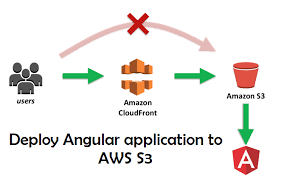 users
Amazon
CloudFront
Amazon S3
Deploy Angular application to
AWS S3
A